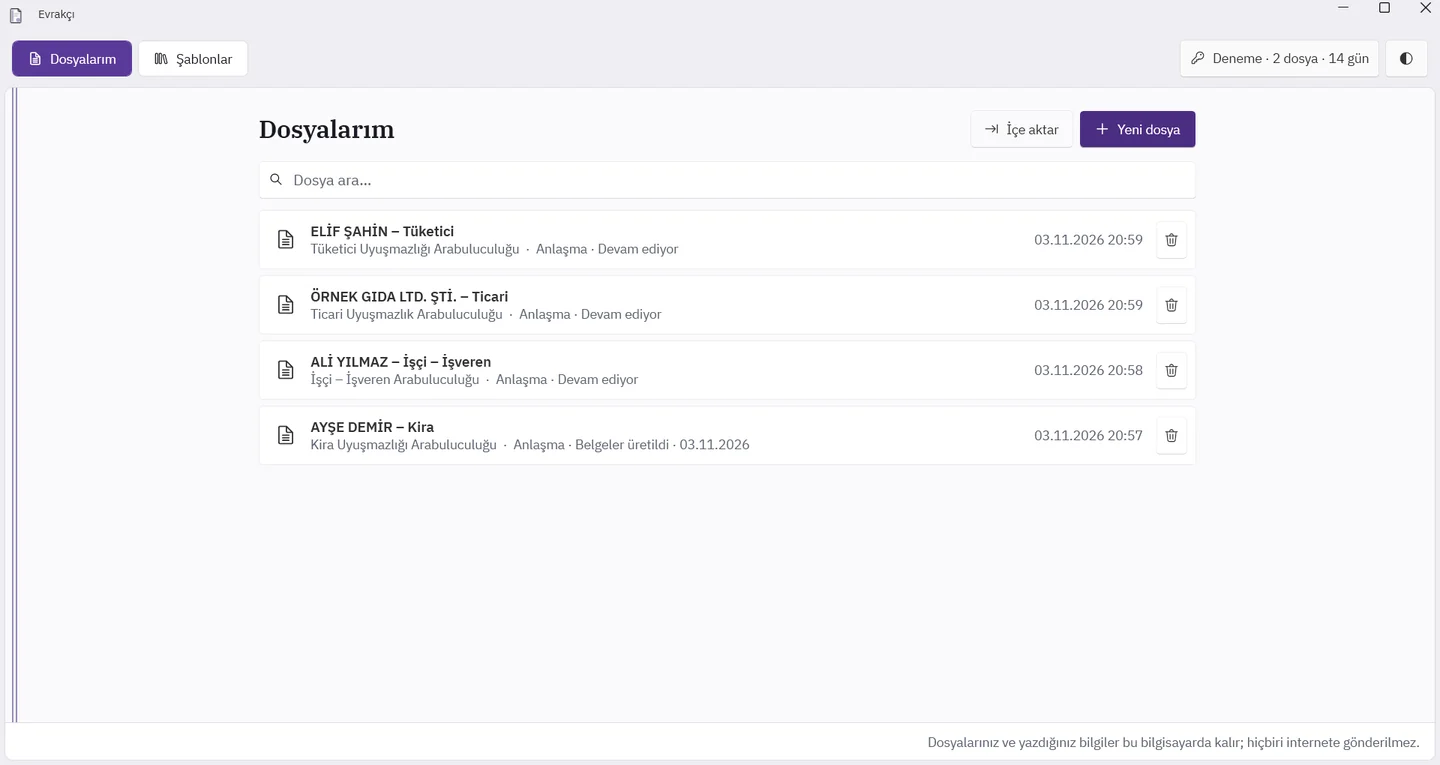 Evrakçı
Dosyalarım
Şablonlar
Deneme · 2 dosya · 14 gün
Dosyalarım
İçe aktar
Yeni dosya
Dosya ara...
ELİF ŞAHİN – Tüketici
Tüketici Uyuşmazlığı Arabuluculuğu · Anlaşma · Devam ediyor
03.11.2026 20:59
ÖRNEK GIDA LTD. ŞTİ. – Ticari
Ticari Uyuşmazlık Arabuluculuğu · Anlaşma · Devam ediyor
03.11.2026 20:59
ALİ YILMAZ – İşçi – İşveren
İşçi – İşveren Arabuluculuğu · Anlaşma · Devam ediyor
03.11.2026 20:58
AYŞE DEMİR – Kira
Kira Uyuşmazlığı Arabuluculuğu · Anlaşma · Belgeler üretildi · 03.11.2026
03.11.2026 20:57
Dosyalarınız ve yazdığınız bilgiler bu bilgisayarda kalır; hiçbiri internete gönderilmez.